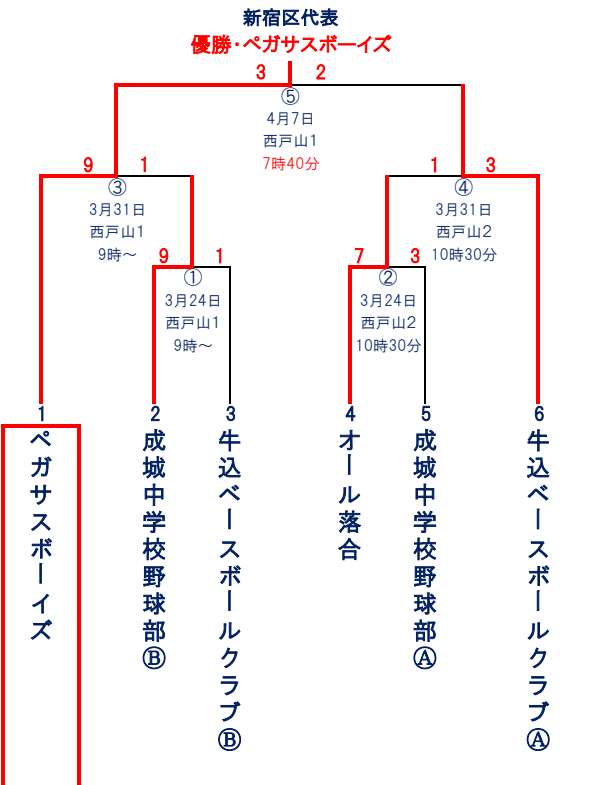 新宿区代表
優勝・ペガサスボーイズ
3 2
⑤
4月7日
西戸山1
7時40分
9 1
③
3月31日
西戸山1
9時～
1 3
④
3月31日
西戸山2
10時30分
9 1
①
3月24日
西戸山1
9時～
7 3
②
3月24日
西戸山2
10時30分
1
ペガサスボーイズ
2
成城中学校野球部Ⓑ
3
牛込ベースボールクラブⒷ
4
オール落合
5
成城中学校野球部Ⓐ
6
牛込ベースボールクラブⒶ